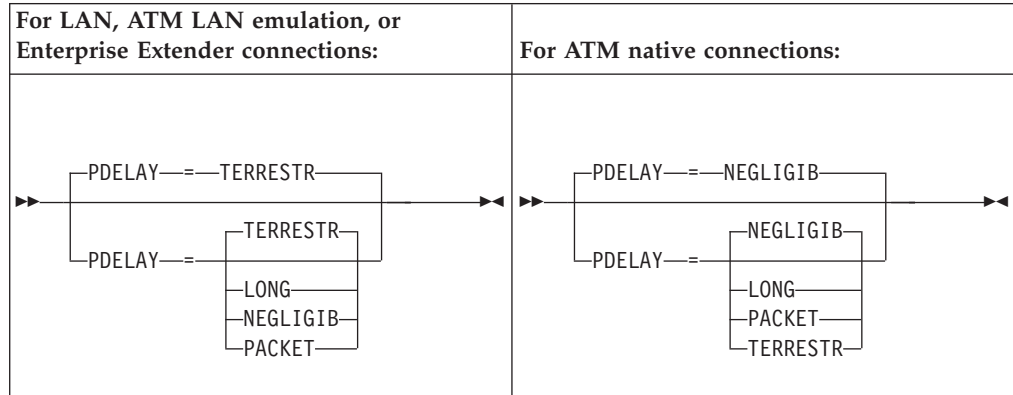 For LAN, ATM LAN emulation, or
Enterprise Extender connections:
PDELAY = TERRESTR
TERRESTR
PDELAY =
LONG
NEGLIGIB
PACKET
For ATM native connections:
PDELAY = NEGLIGIB
NEGLIGIB
PDELAY =
LONG
PACKET
TERRESTR